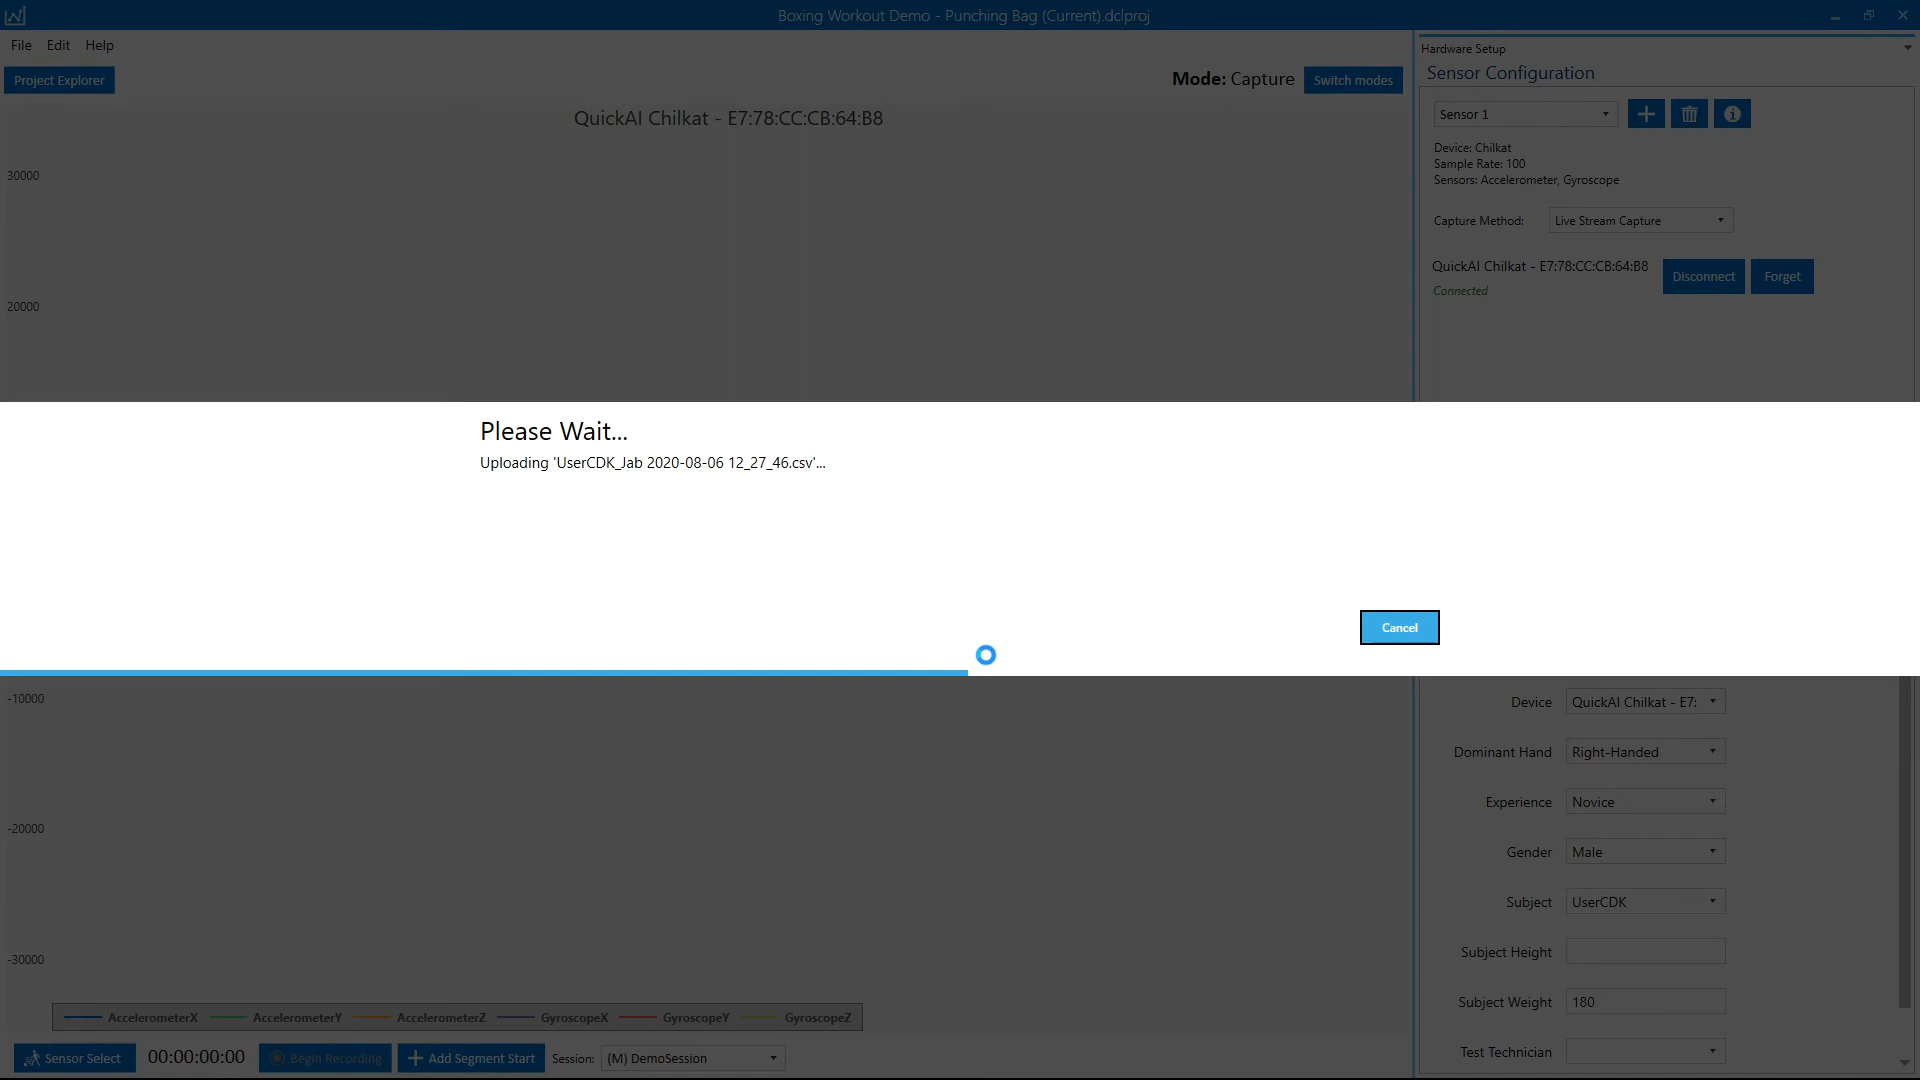 Boxing Workout Demo - Punching Bag (Current).dclproj
File Edit Help
Project Explorer
Mode: Capture
Switch modes
QuickAI Chilkat - E7:78:CC:CB:64:B8
30000
20000
Hardware Setup
Sensor Configuration
Sensor 1
Device: Chilkat
Sample Rate: 100
Sensors: Accelerometer, Gyroscope
Capture Method: Live Stream Capture
QuickAI Chilkat - E7:78:CC:CB:64:B8
Connected
Disconnect
Forget
Please Wait...
Uploading 'UserCDK_Jab 2020-08-06 12_27_46.csv'...
Cancel
-10000
-20000
-30000
AccelerometerX AccelerometerY AccelerometerZ GyroscopeX GyroscopeY GyroscopeZ
Sensor Select 00:00:00:00 Begin Recording Add Segment Start Session: (M) DemoSession
Device QuickAI Chilkat - E7:
Dominant Hand Right-Handed
Experience Novice
Gender Male
Subject UserCDK
Subject Height
Subject Weight 180
Test Technician